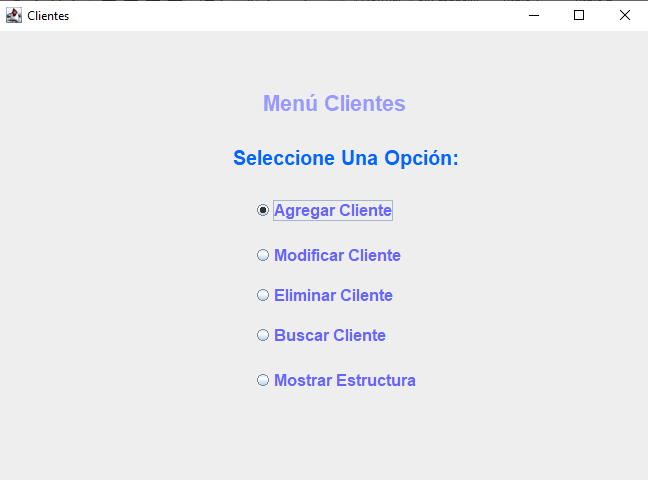 Clientes
Menú Clientes
Seleccione Una Opción:
Agregar Cliente
Modificar Cliente
Eliminar Cilente
Buscar Cliente
Mostrar Estructura